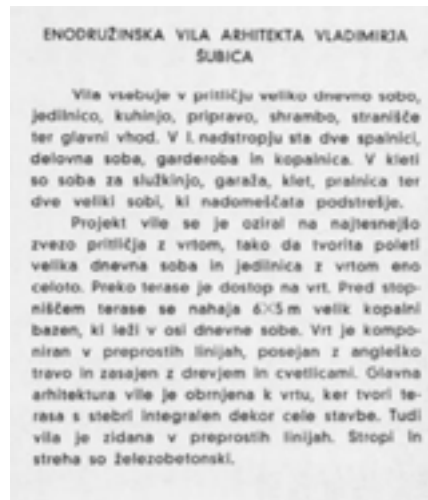 ENODRUŽINSKA VILA ARHITEKTA VLADIMIRJA
ŠUBICA
Vila vsebuje v pritličju veliko dnevno sobo,
jedilnico, kuhinjo, pripravo, shrambo, stranišče
ter glavni vhod. V I. nadstropju sta dve spalnici,
delovna soba, garderoba in kopalnica. V kleti
so soba za služkinjo, garaža, klet, pralnica ter
dve veliki sobi, ki nadomeščata podstrešje.
Projekt vile se je oziral na najtesnejšo
zvezo pritličja z vrtom, tako da tvorita poleti
velika dnevna soba in jedilnica z vrtom eno
celoto. Preko terase je dostop na vrt. Pred stop-
niščem terase se nahaja 6×5 m velik kopalni
bazen, ki leži v osi dnevne sobe. Vrt je kompo-
niran v preprostih linijah, posejan z angleško
travo in zasajen z drevjem in cvetlicami. Glavna
arhitektura vile je obrnjena k vrtu, ker tvori te-
rasa s stebri integralen dekor cele stavbe. Tudi
vila je zidana v preprostih linijah. Stropi in
streha so železobetonski.